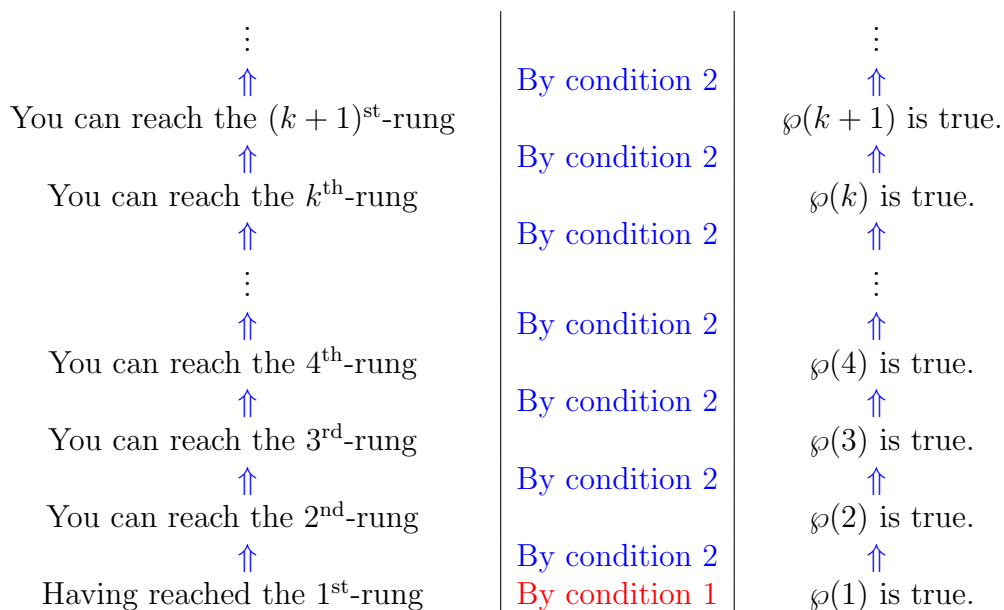 ⋮ ⋮
⇑ By condition 2 ⇑
You can reach the (k + 1)ˢᵗ-rung ℘(k + 1) is true.
⇑ By condition 2 ⇑
You can reach the kᵗʰ-rung ℘(k) is true.
⇑ By condition 2 ⇑
⋮ ⋮
⇑ By condition 2 ⇑
You can reach the 4ᵗʰ-rung ℘(4) is true.
⇑ By condition 2 ⇑
You can reach the 3ʳᵈ-rung ℘(3) is true.
⇑ By condition 2 ⇑
You can reach the 2ⁿᵈ-rung ℘(2) is true.
⇑ By condition 2 ⇑
Having reached the 1ˢᵗ-rung By condition 1 ℘(1) is true.